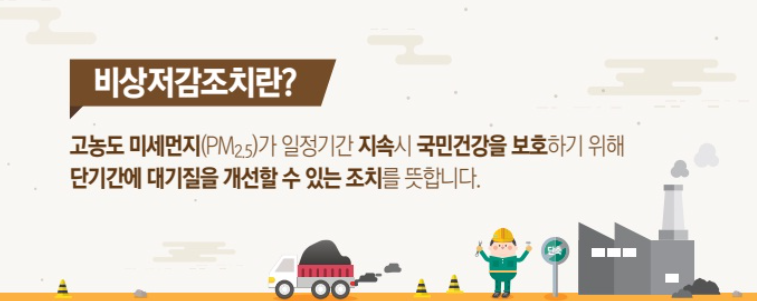 비상저감조치란?
고농도 미세먼지(PM2.5)가 일정기간 지속시 국민건강을 보호하기 위해
단기간에 대기질을 개선할 수 있는 조치를 뜻합니다.
단속